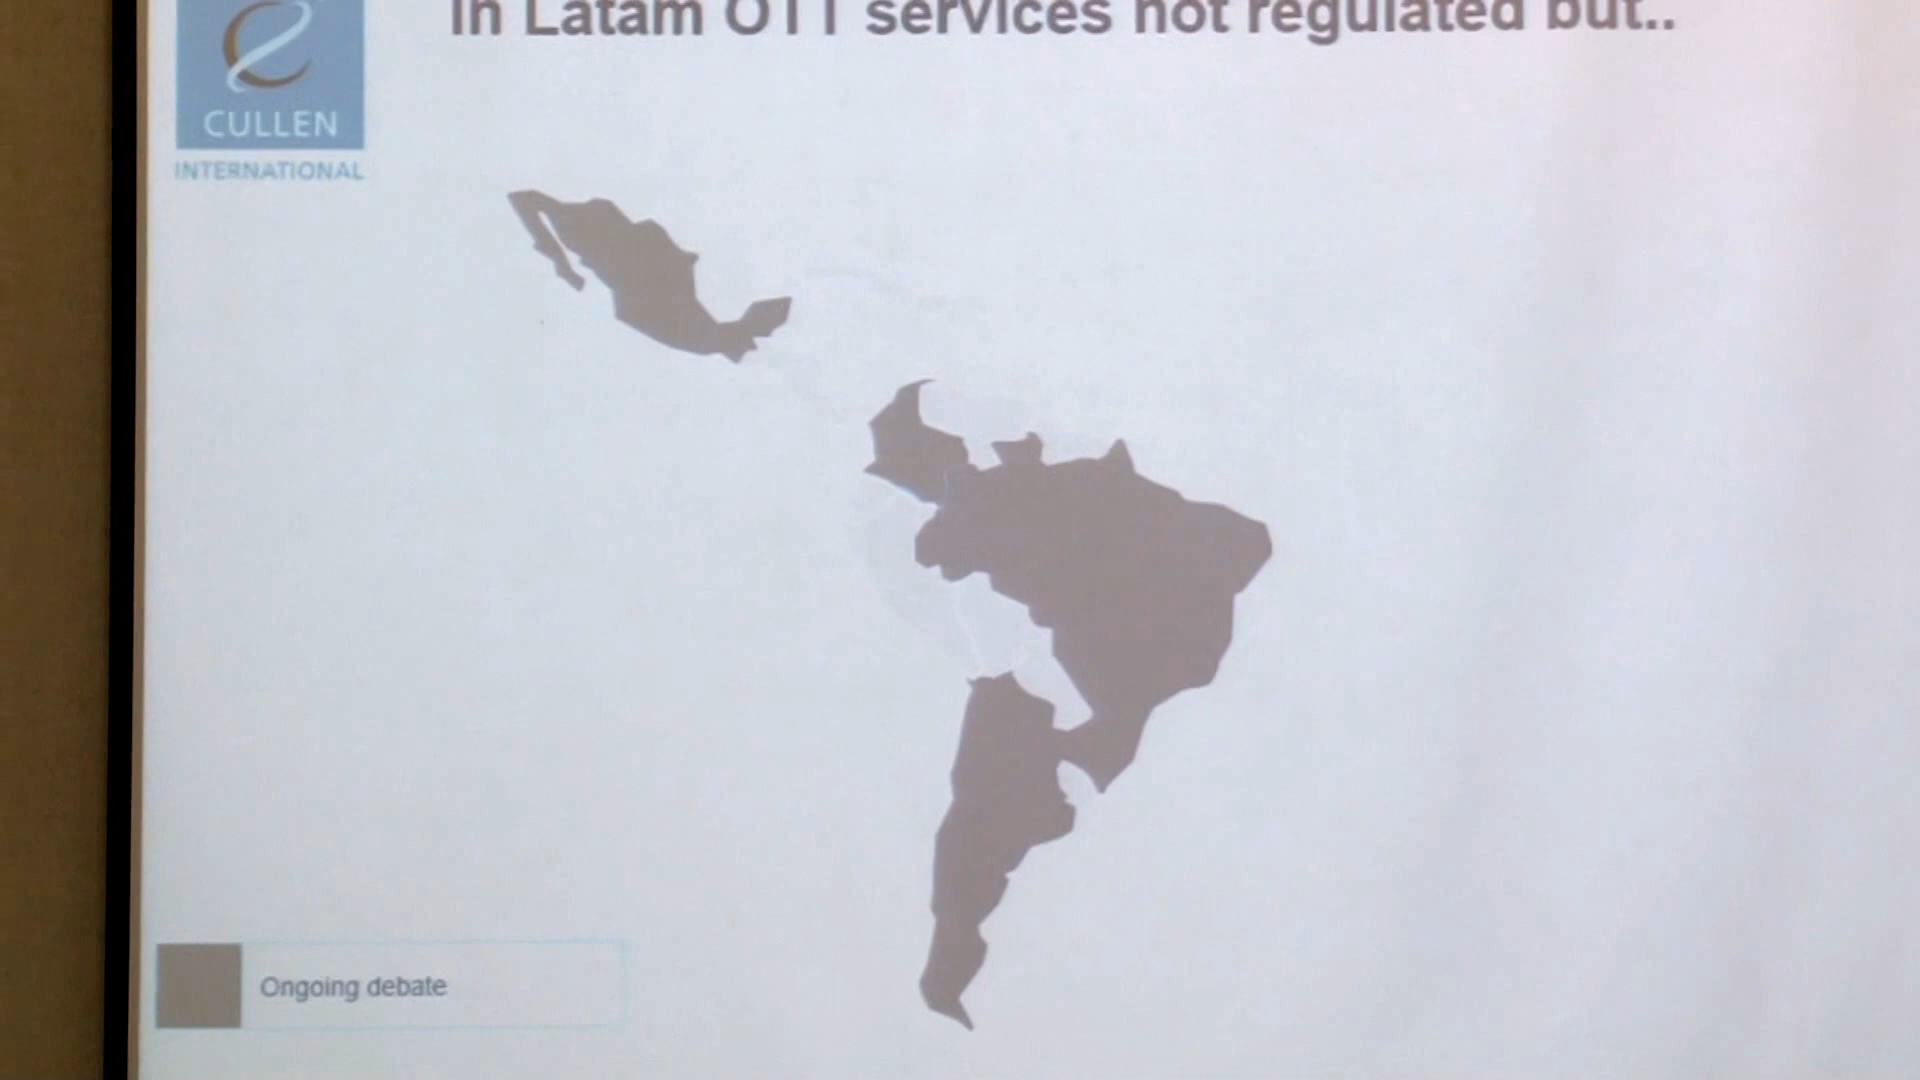 In Latam OTT services not regulated but..
CULLEN
INTERNATIONAL
Ongoing debate